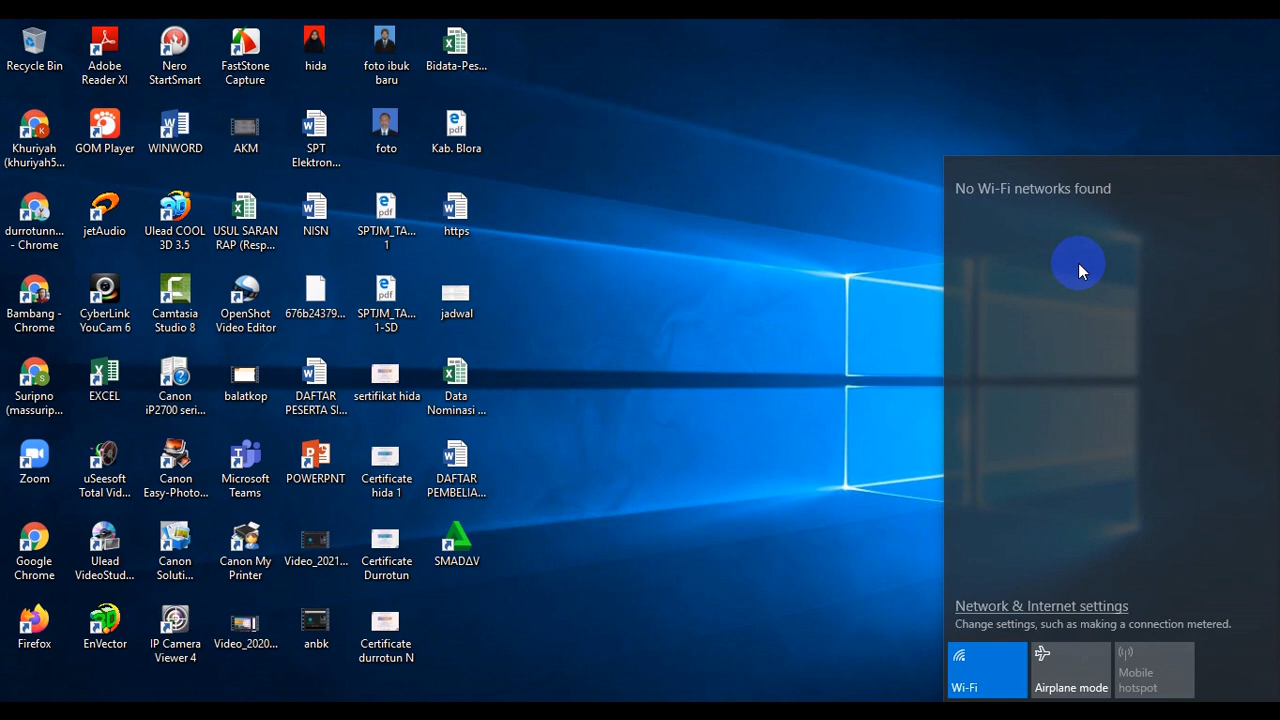 Recycle Bin
Adobe
Reader XI
Nero
StartSmart
FastStone
Capture
hida
foto ibuk
baru
Bidata-Pes...
Khuriyah
(khuriyah5...
GOM Player
WINWORD
AKM
SPT
Elektron...
foto
Kab. Blora
durrotunn...
- Chrome
jetAudio
Ulead COOL
3D 3.5
USUL SARAN
RAP (Resp...
NISN
SPTJM_TA...
1
https
Bambang -
Chrome
CyberLink
YouCam 6
Camtasia
Studio 8
OpenShot
Video Editor
676b24379...
SPTJM_TA...
1-SD
jadwal
Suripno
(massurip...
EXCEL
Canon
iP2700 seri...
balatkop
DAFTAR
PESERTA SI...
sertifikat hida
Data
Nominasi ...
Zoom
uSeesoft
Total Vid...
Canon
Easy-Photo...
Microsoft
Teams
POWERPNT
Certificate
hida 1
DAFTAR
PEMBELIA...
Google
Chrome
Ulead
VideoStud...
Canon
Soluti...
Canon My
Printer
Video_2021...
Certificate
Durrotun
SMADΔV
Firefox
EnVector
IP Camera
Viewer 4
Video_2020...
anbk
Certificate
durrotun N
No Wi-Fi networks found
Network & Internet settings
Change settings, such as making a connection metered.
Wi-Fi
Airplane mode
Mobile
hotspot